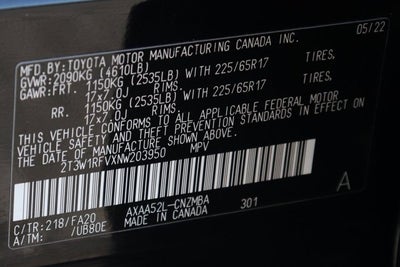 MFD BY:TOYOTA MOTOR MANUFACTURING CANADA INC. 05/22
GVWR:2090KG (4610LB)
GAWR:FRT. 1150KG (2535LB) WITH 225/65R17 TIRES.
17x7.0J RIMS.
RR. 1150KG (2535LB) WITH 225/65R17 TIRES.
17x7.0J RIMS.
THIS VEHICLE CONFORMS TO ALL APPLICABLE FEDERAL MOTOR
VEHICLE SAFETY AND THEFT PREVENTION STANDARDS IN EFFECT
ON THE DATE OF MANUFACTURE SHOWN ABOVE.
2T3W1RFVXNW203950 MPV
C/TR:218/FA20 AXAA52L-CNZMBA 301 A
A/TM: /UB80E MADE IN CANADA